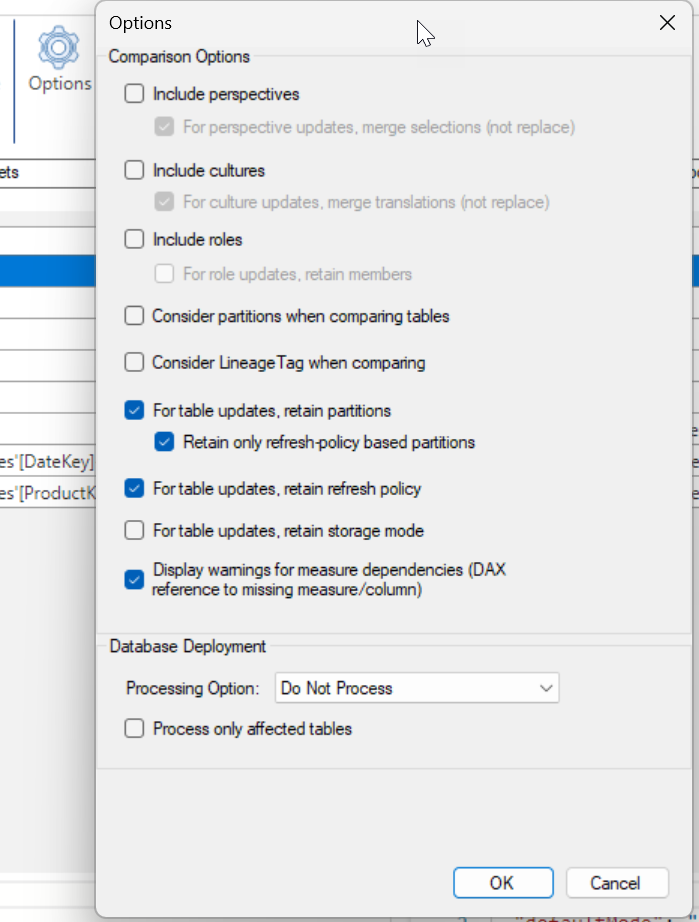 Options
Comparison Options
Include perspectives
Options
For perspective updates, merge selections (not replace)
Include cultures
ets
For culture updates, merge translations (not replace)
Include roles
For role updates, retain members
Consider partitions when comparing tables
Consider LineageTag when comparing
For table updates, retain partitions
Retain only refresh-policy based partitions
es'[DateKey]
For table updates, retain refresh policy
es'[ProductK
For table updates, retain storage mode
Display warnings for measure dependencies (DAX
reference to missing measure/column)
Database Deployment
Processing Option: Do Not Process
Process only affected tables
OK Cancel